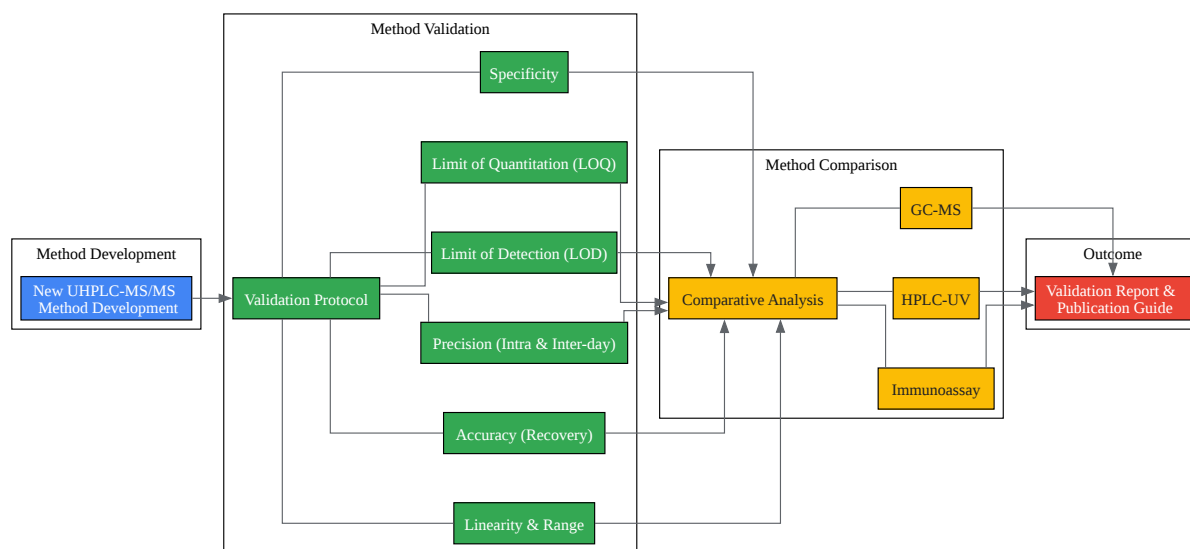 Method Validation
Specificity
Limit of Quantitation (LOQ)
Method Comparison
GC-MS
Method Development
Limit of Detection (LOD)
Outcome
New UHPLC-MS/MS
Method Development
Validation Protocol
Comparative Analysis
HPLC-UV
Validation Report &
Publication Guide
Precision (Intra & Inter-day)
Immunoassay
Accuracy (Recovery)
Linearity & Range